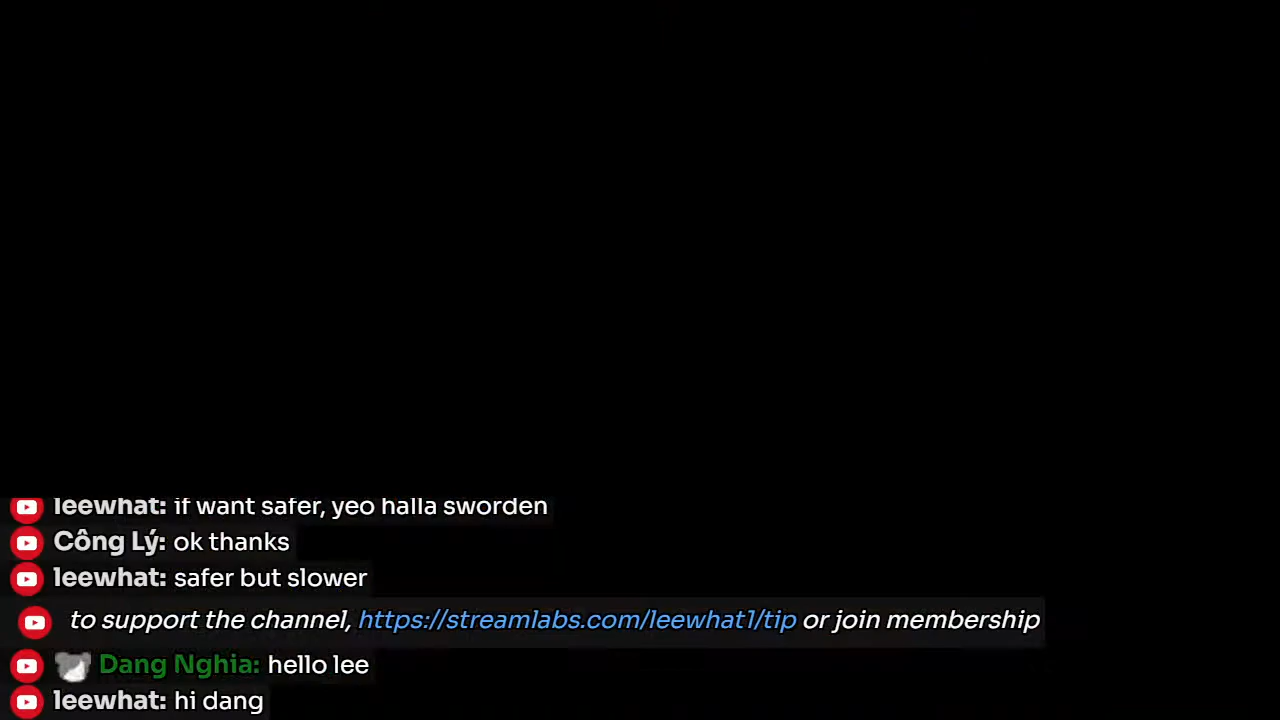 leewhat: if want safer, yeo halla sworden
Công Lý: ok thanks
leewhat: safer but slower
to support the channel, https://streamlabs.com/leewhat1/tip or join membership
Dang Nghia: hello lee
leewhat: hi dang